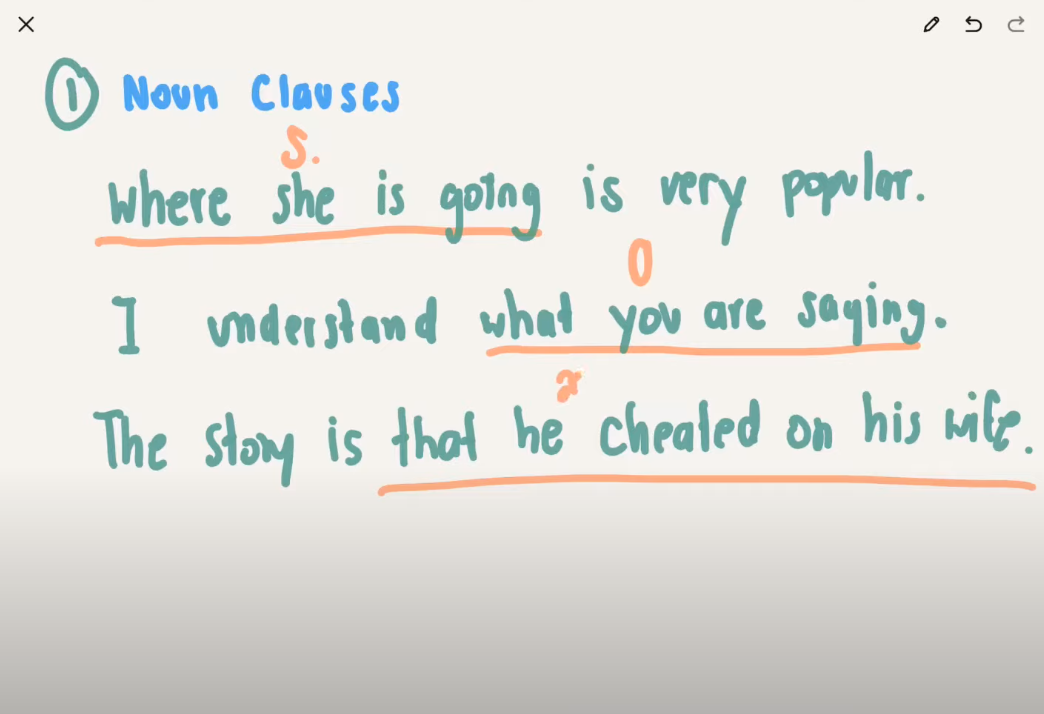 ① Noun Clauses
S.
Where she is going is very popular.
O
I understand what you are saying.
The story is that he cheated on his wife.